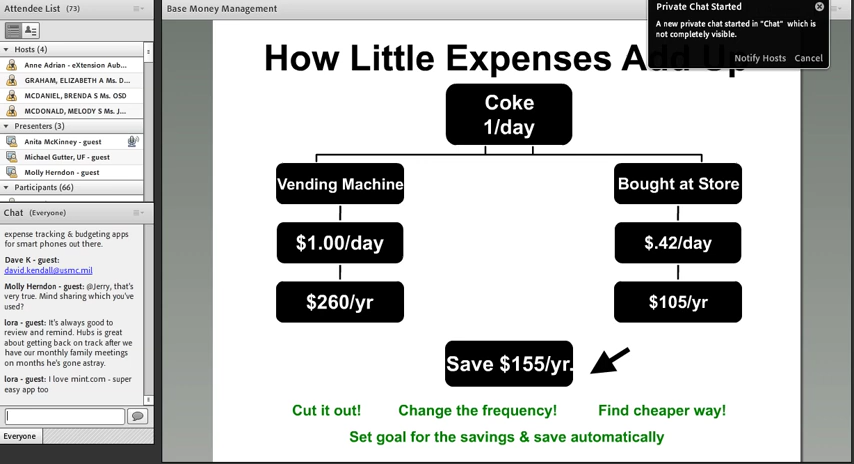 Attendee List (73)
Hosts (4)
Anne Adrian - eXtension Aub...
GRAHAM, ELIZABETH A Ms. D...
MCDANIEL, BRENDA S Ms. OSD
MCDONALD, MELODY S Ms. J...
Presenters (3)
Anita McKinney - guest
Michael Gutter, UF - guest
Molly Herndon - guest
Participants (66)
Chat (Everyone)
expense tracking & budgeting apps
for smart phones out there.
Dave K - guest:
david.kendall@usmc.mil
Molly Herndon - guest: @Jerry, that's
very true. Mind sharing which you've
used?
lora - guest: It's always good to
review and remind. Hubs is great
about getting back on track after we
have our monthly family meetings
on months he's gone astray.
lora - guest: I love mint.com - super
easy app too
Everyone
Base Money Management
Private Chat Started
A new private chat started in "Chat" which is
not completely visible.
Notify Hosts Cancel
How Little Expenses Add Up
Coke
1/day
Vending Machine
Bought at Store
$1.00/day
$.42/day
$260/yr
$105/yr
Save $155/yr.
Cut it out! Change the frequency! Find cheaper way!
Set goal for the savings & save automatically